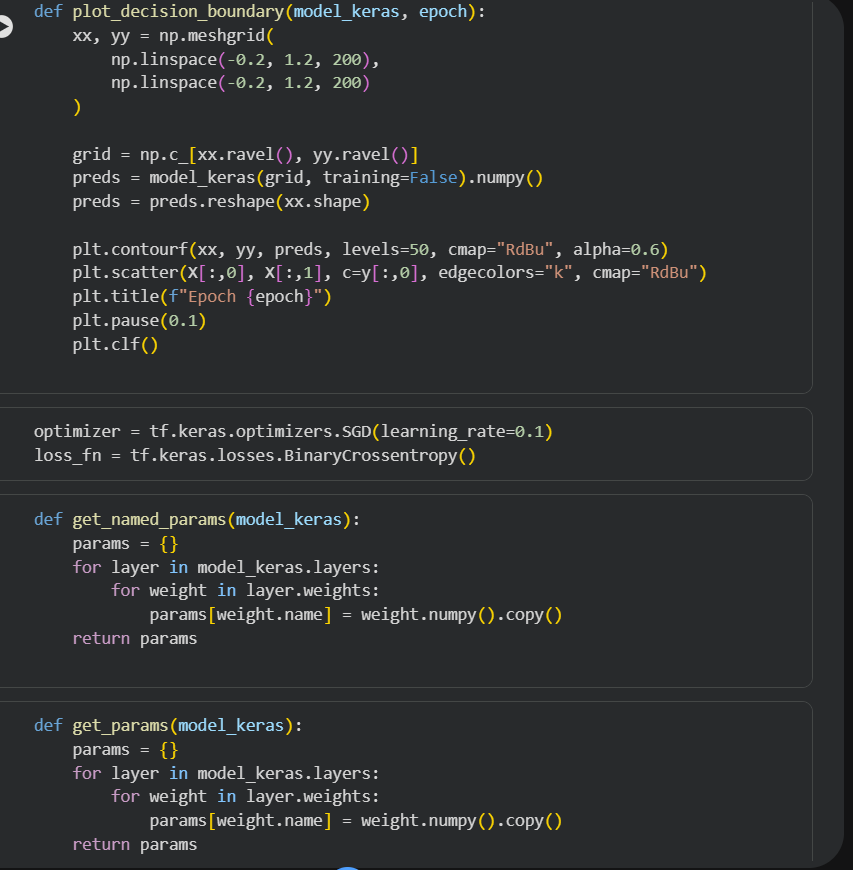 def plot_decision_boundary(model_keras, epoch):
    xx, yy = np.meshgrid(
        np.linspace(-0.2, 1.2, 200),
        np.linspace(-0.2, 1.2, 200)
    )
    grid = np.c_[xx.ravel(), yy.ravel()]
    preds = model_keras(grid, training=False).numpy()
    preds = preds.reshape(xx.shape)
    plt.contourf(xx, yy, preds, levels=50, cmap="RdBu", alpha=0.6)
    plt.scatter(X[:,0], X[:,1], c=y[:,0], edgecolors="k", cmap="RdBu")
    plt.title(f"Epoch {epoch}")
    plt.pause(0.1)
    plt.clf()
optimizer = tf.keras.optimizers.SGD(learning_rate=0.1)
loss_fn = tf.keras.losses.BinaryCrossentropy()
def get_named_params(model_keras):
    params = {}
    for layer in model_keras.layers:
        for weight in layer.weights:
            params[weight.name] = weight.numpy().copy()
    return params
def get_params(model_keras):
    params = {}
    for layer in model_keras.layers:
        for weight in layer.weights:
            params[weight.name] = weight.numpy().copy()
    return params